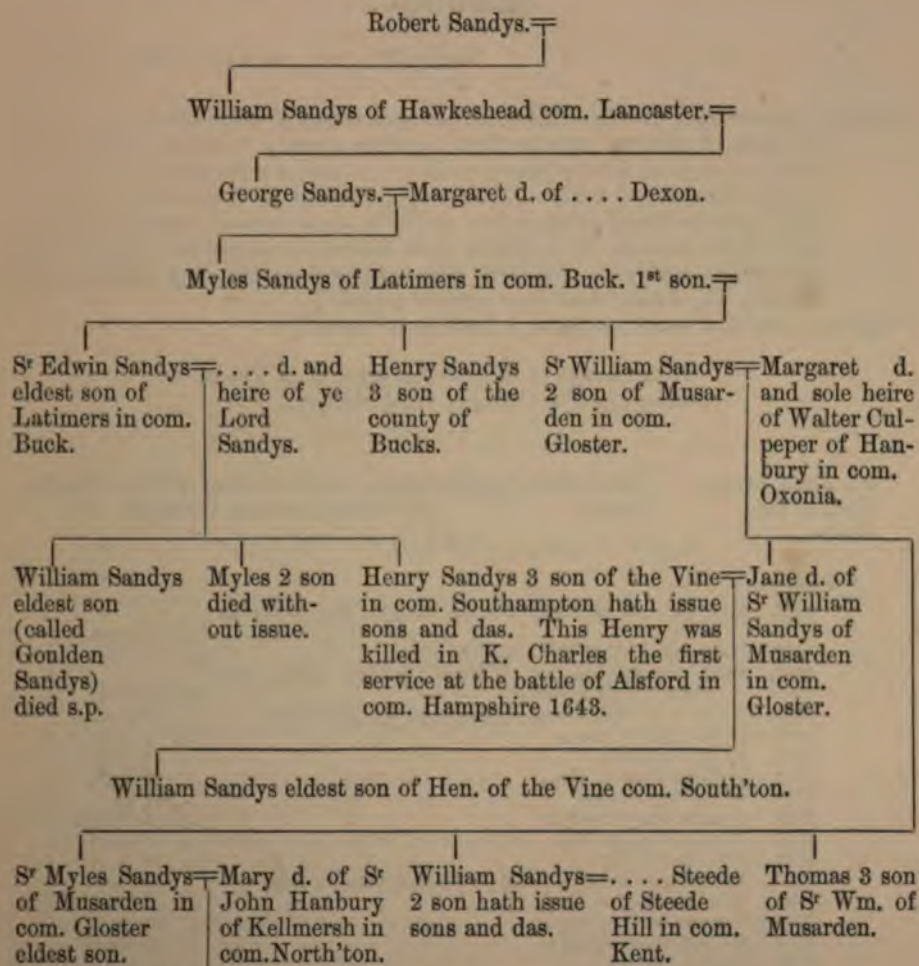 Robert Sandys.
William Sandys of Hawkeshead com. Lancaster.
George Sandys.=Margaret d. of . . . . Dexon.
Myles Sandys of Latimers in com. Buck. 1st son.
Sr Edwin Sandys=
eldest son of
Latimers in com.
Buck.
. . . . d. and
heire of ye
Lord
Sandys.
Henry Sandys
3 son of the
county of
Bucks.
Sr William Sandys=
2 son of Musar-
den in com.
Gloster.
Margaret d.
and sole heire
of Walter Cul-
peper of Han-
bury in com.
Oxonia.
William Sandys
eldest son
(called
Goulden
Sandys)
died s.p.
Myles 2 son
died with-
out issue.
Henry Sandys 3 son of the Vine=
in com. Southampton hath issue
sons and das. This Henry was
killed in K. Charles the first
service at the battle of Alsford in
com. Hampshire 1643.
Jane d. of
Sr William
Sandys of
Musarden
in com.
Gloster.
William Sandys eldest son of Hen. of the Vine com. South'ton.
Sr Myles Sandys=
of Musarden in
com. Gloster
eldest son.
Mary d. of Sr
John Hanbury
of Kellmersh in
com. North'ton.
William Sandys=
2 son hath issue
sons and das.
. . . . Steede
of Steede
Hill in com.
Kent.
Thomas 3 son
of Sr Wm. of
Musarden.